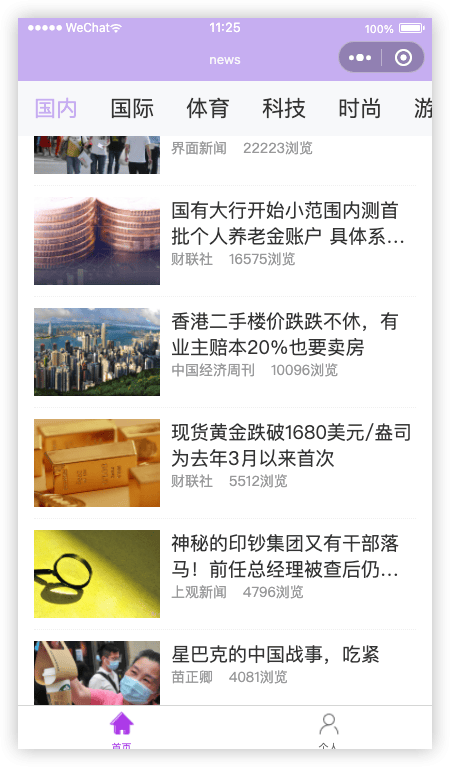 WeChat 11:25 100%
news
国内 国际 体育 科技 时尚 游
界面新闻 22223浏览
国有大行开始小范围内测首
批个人养老金账户 具体系...
财联社 16575浏览
香港二手楼价跌跌不休，有
业主赔本20%也要卖房
中国经济周刊 10096浏览
现货黄金跌破1680美元/盎司
为去年3月以来首次
财联社 5512浏览
神秘的印钞集团又有干部落
马！前任总经理被查后仍...
上观新闻 4796浏览
星巴克的中国战事，吃紧
苗正卿 4081浏览
首页 个人